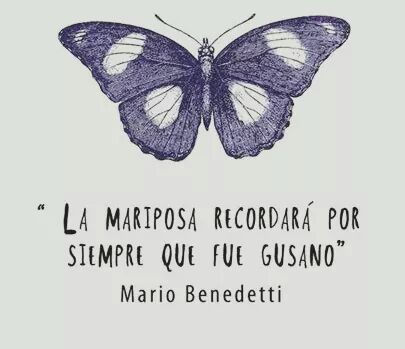 “ La mariposa recordará por
siempre que fue gusano”
Mario Benedetti